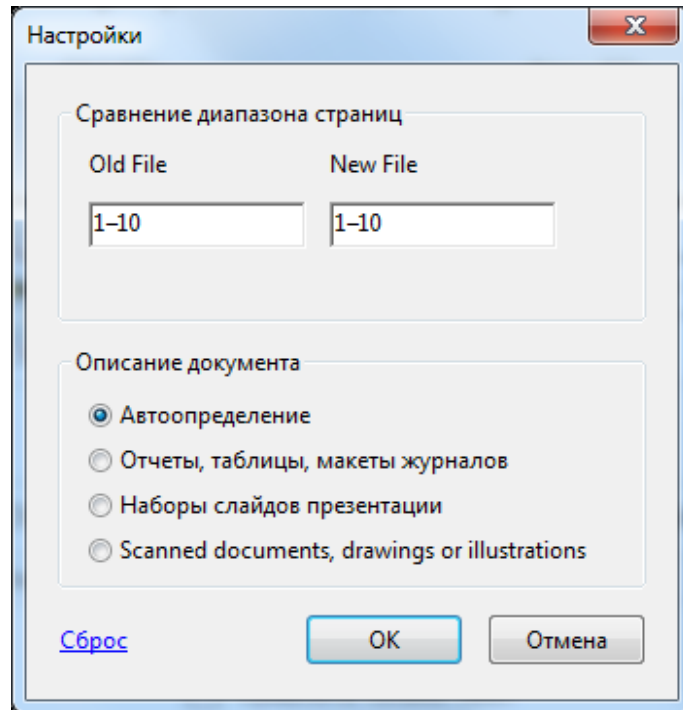 Настройки
Сравнение диапазона страниц
Old File New File
1–10 1–10
Описание документа
Автоопределение
Отчеты, таблицы, макеты журналов
Наборы слайдов презентации
Scanned documents, drawings or illustrations
Сброс OK Отмена